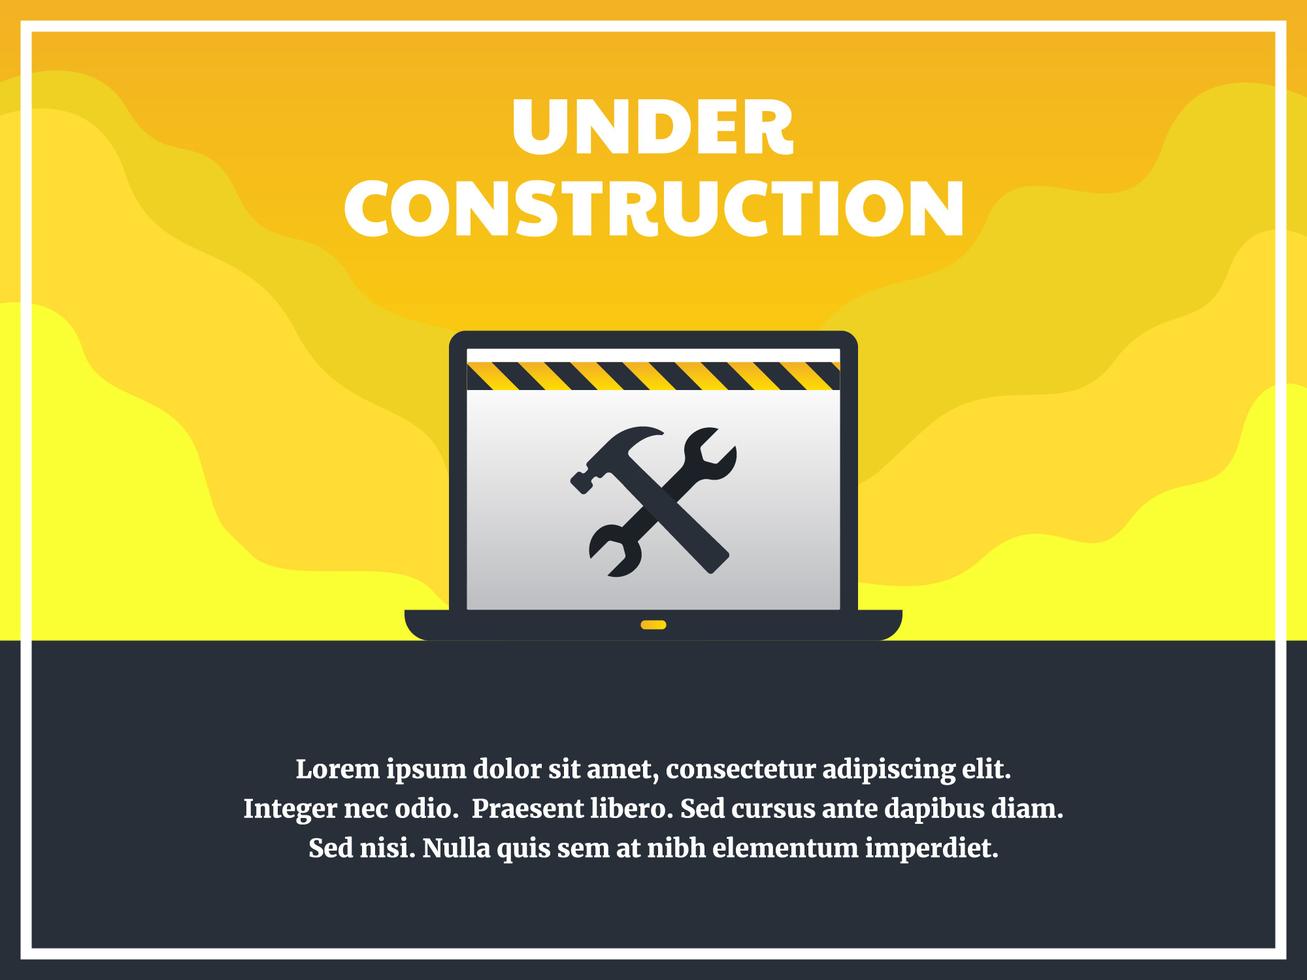 UNDER
CONSTRUCTION
Lorem ipsum dolor sit amet, consectetur adipiscing elit.
Integer nec odio.  Praesent libero. Sed cursus ante dapibus diam.
Sed nisi. Nulla quis sem at nibh elementum imperdiet.